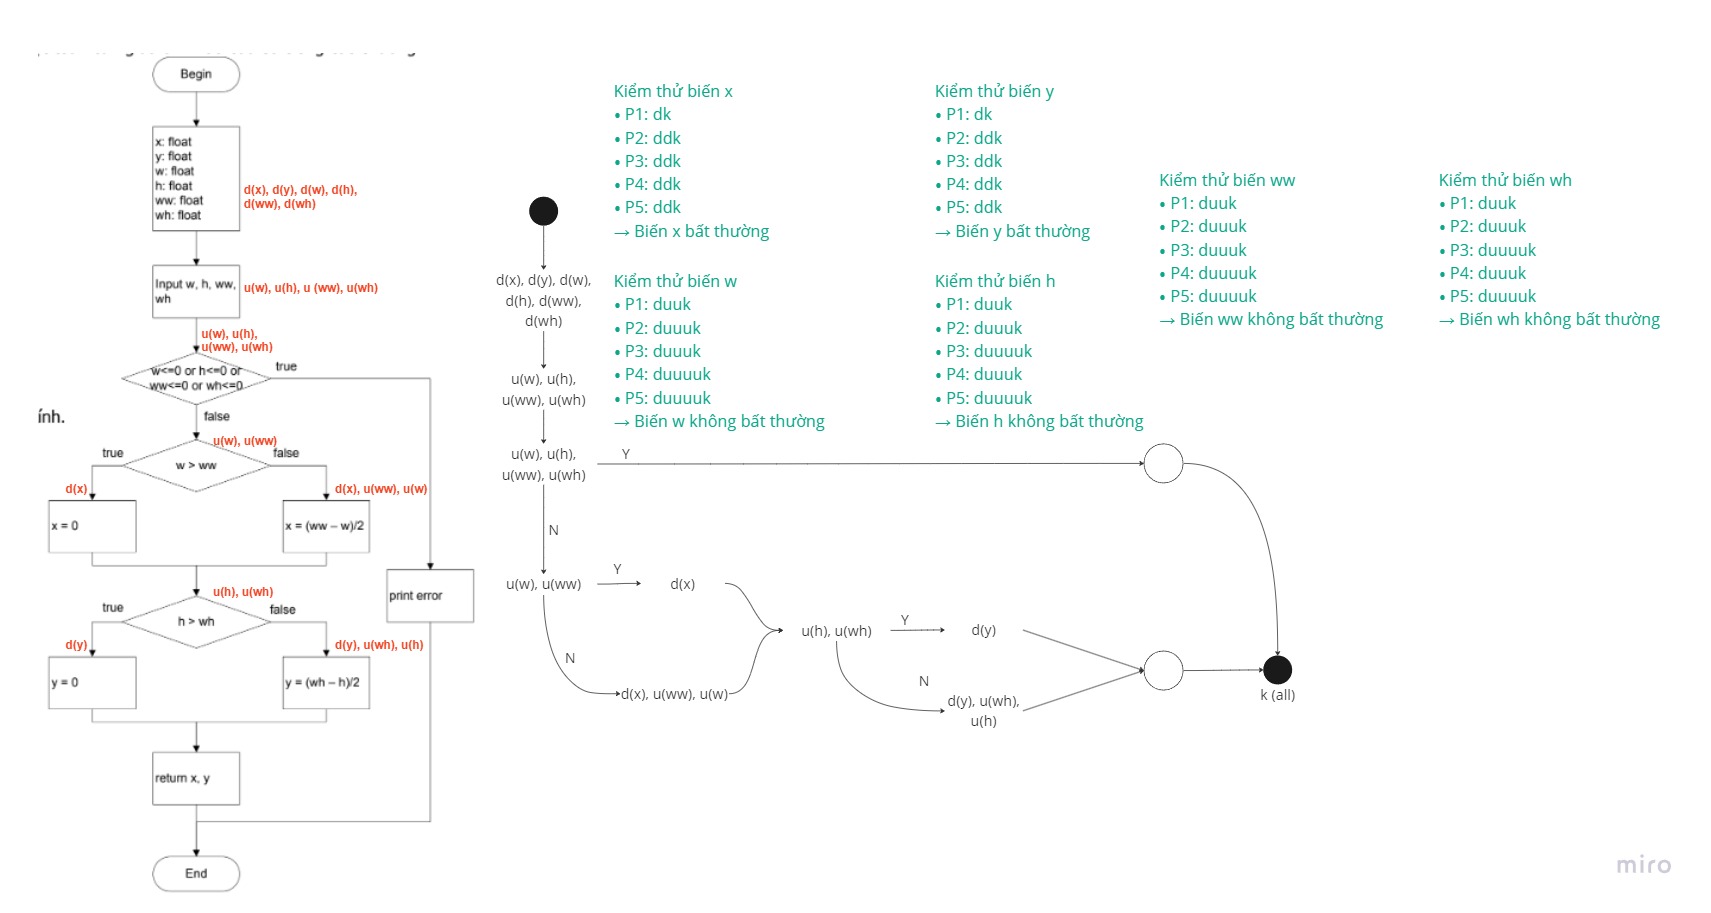 Begin
x: float
y: float
w: float
h: float
ww: float
wh: float
d(x), d(y), d(w), d(h),
d(ww), d(wh)
Input w, h, ww,
wh
u(w), u(h), u (ww), u(wh)
u(w), u(h),
u(ww), u(wh)
w<=0 or h<=0 or
ww<=0 or wh<=0
true
false
ính.
u(w), u(ww)
true
false
w > ww
d(x)
d(x), u(ww), u(w)
x = 0
x = (ww – w)/2
print error
u(h), u(wh)
true
false
h > wh
d(y)
d(y), u(wh), u(h)
y = 0
y = (wh – h)/2
return x, y
End
d(x), d(y), d(w),
d(h), d(ww),
d(wh)
u(w), u(h),
u(ww), u(wh)
u(w), u(h),
u(ww), u(wh)
Y
N
u(w), u(ww)
Y
d(x)
N
d(x), u(ww), u(w)
u(h), u(wh)
Y
d(y)
N
d(y), u(wh),
u(h)
k (all)
Kiểm thử biến x
• P1: dk
• P2: ddk
• P3: ddk
• P4: ddk
• P5: ddk
→ Biến x bất thường
Kiểm thử biến y
• P1: dk
• P2: ddk
• P3: ddk
• P4: ddk
• P5: ddk
→ Biến y bất thường
Kiểm thử biến w
• P1: duuk
• P2: duuuk
• P3: duuuk
• P4: duuuuk
• P5: duuuuk
→ Biến w không bất thường
Kiểm thử biến h
• P1: duuk
• P2: duuuk
• P3: duuuuk
• P4: duuuk
• P5: duuuuk
→ Biến h không bất thường
Kiểm thử biến ww
• P1: duuk
• P2: duuuk
• P3: duuuk
• P4: duuuuk
• P5: duuuuk
→ Biến ww không bất thường
Kiểm thử biến wh
• P1: duuk
• P2: duuuk
• P3: duuuuk
• P4: duuuk
• P5: duuuuk
→ Biến wh không bất thường
miro